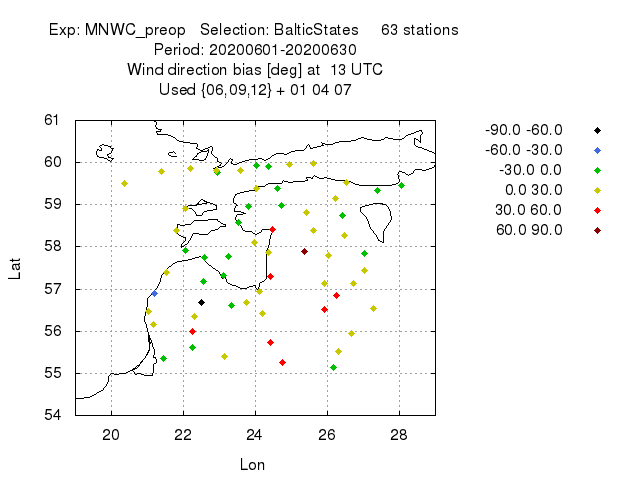 Exp: MNWC_preop   Selection: BalticStates     63 stations
Period: 20200601-20200630
Wind direction bias [deg] at  13 UTC
Used {06,09,12} + 01 04 07
-90.0 -60.0
-60.0 -30.0
-30.0 0.0
0.0 30.0
30.0 60.0
60.0 90.0
61
60
59
58
57
56
55
54
Lat
20 22 24 26 28
Lon